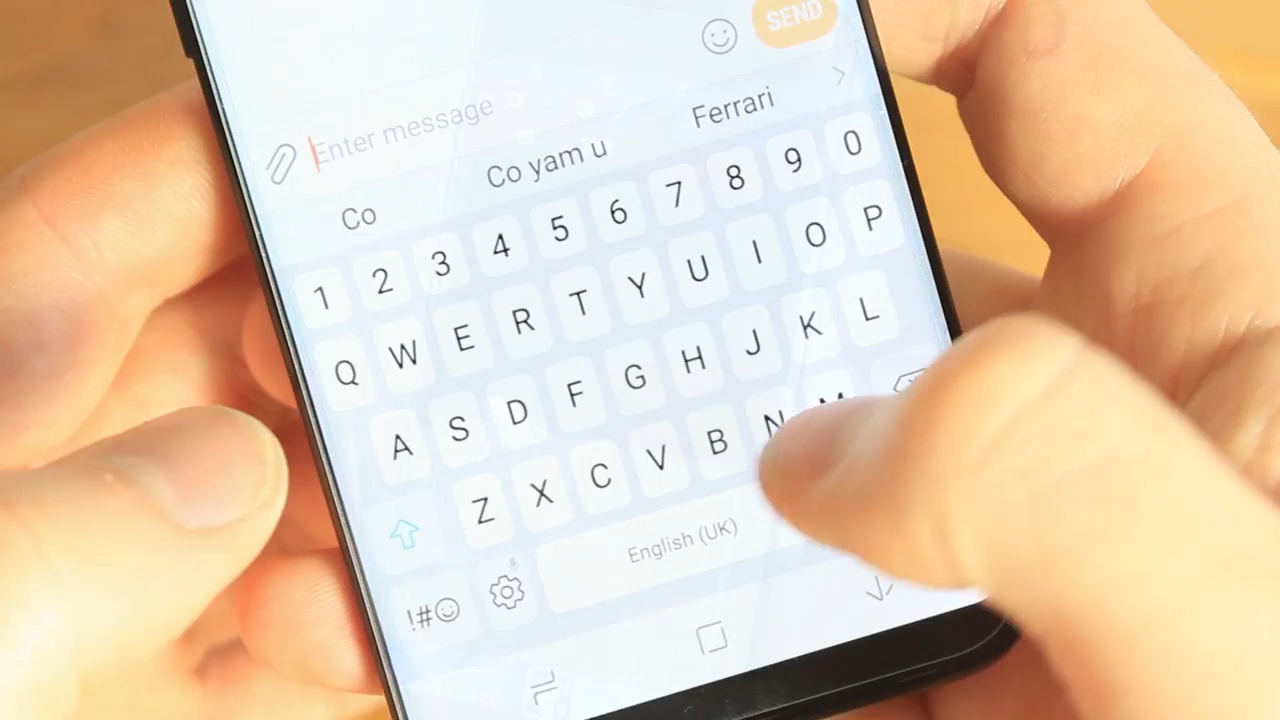 SEND
Enter message
Co Co yam u Ferrari
1 2 3 4 5 6 7 8 9 0
Q W E R T Y U I O P
A S D F G H J K L
Z X C V B N M
!# English (UK)